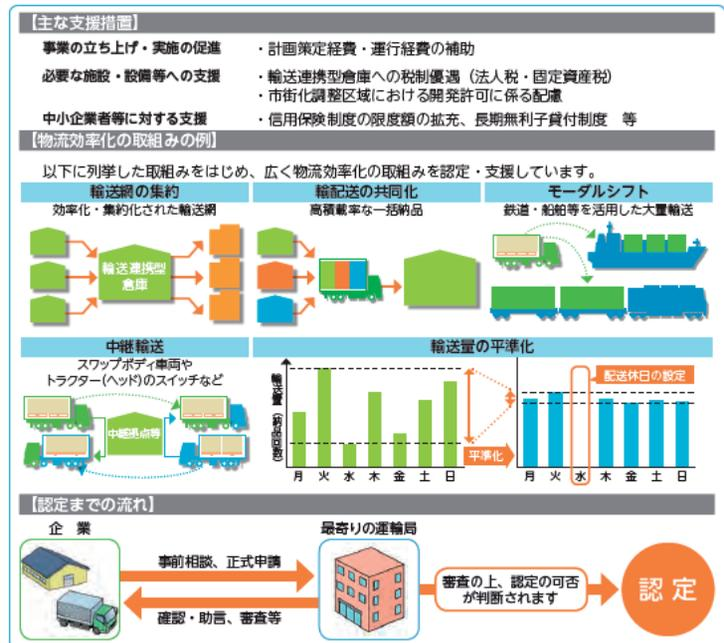 【主な支援措置】
事業の立ち上げ・実施の促進 ・計画策定経費・運行経費の補助
必要な施設・設備等への支援 ・輸送連携型倉庫への税制優遇（法人税・固定資産税）
・市街化調整区域における開発許可に係る配慮
中小企業者等に対する支援 ・信用保険制度の限度額の拡充、長期無利子貸付制度　等
【物流効率化の取組みの例】
以下に列挙した取組みをはじめ、広く物流効率化の取組みを認定・支援しています。
輸送網の集約
効率化・集約化された輸送網
輸送連携型
倉庫
輸配送の共同化
高積載率な一括納品
モーダルシフト
鉄道・船舶等を活用した大量輸送
中継輸送
スワップボディ車両や
トラクター(ヘッド)のスイッチなど
中継拠点等
輸送量の平準化
輸送量（納品回数）
月 火 水 木 金 土 日
平準化
配送休日の設定
月 火 水 木 金 土 日
【認定までの流れ】
企　業
事前相談、正式申請
確認・助言、審査等
最寄りの運輸局
審査の上、認定の可否
が判断されます
認 定